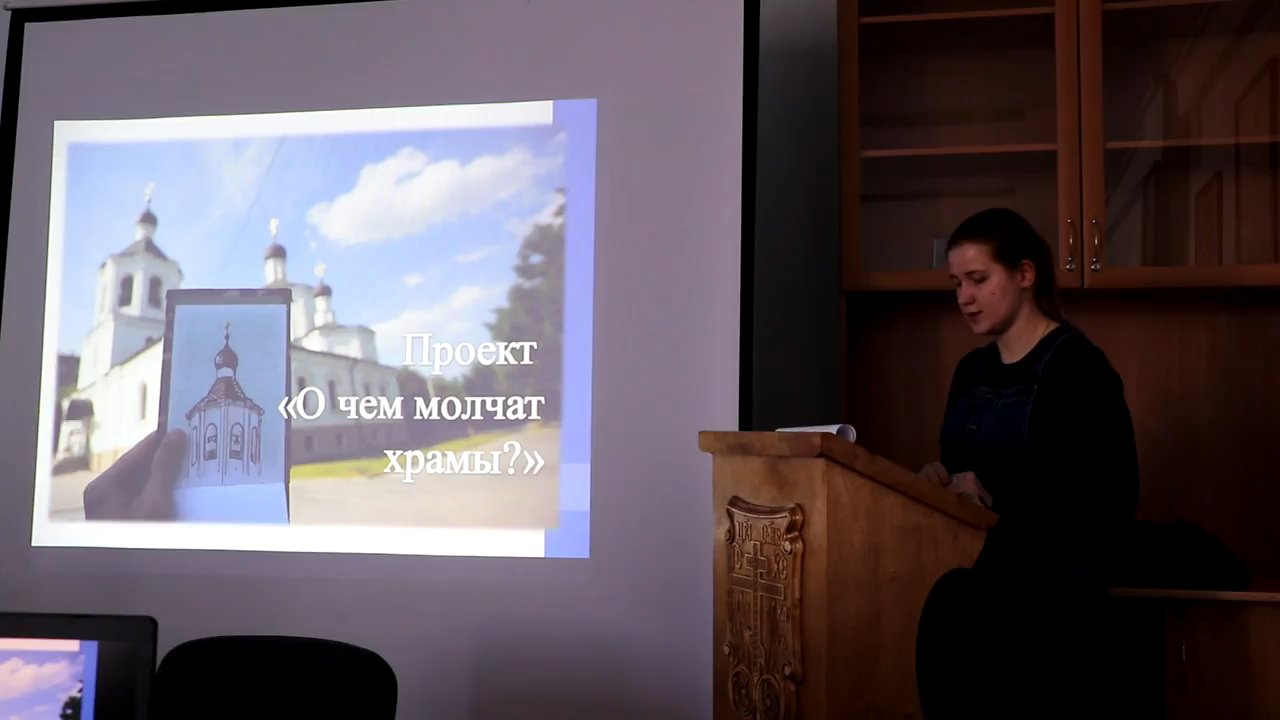 Проект
«О чем молчат
храмы?»